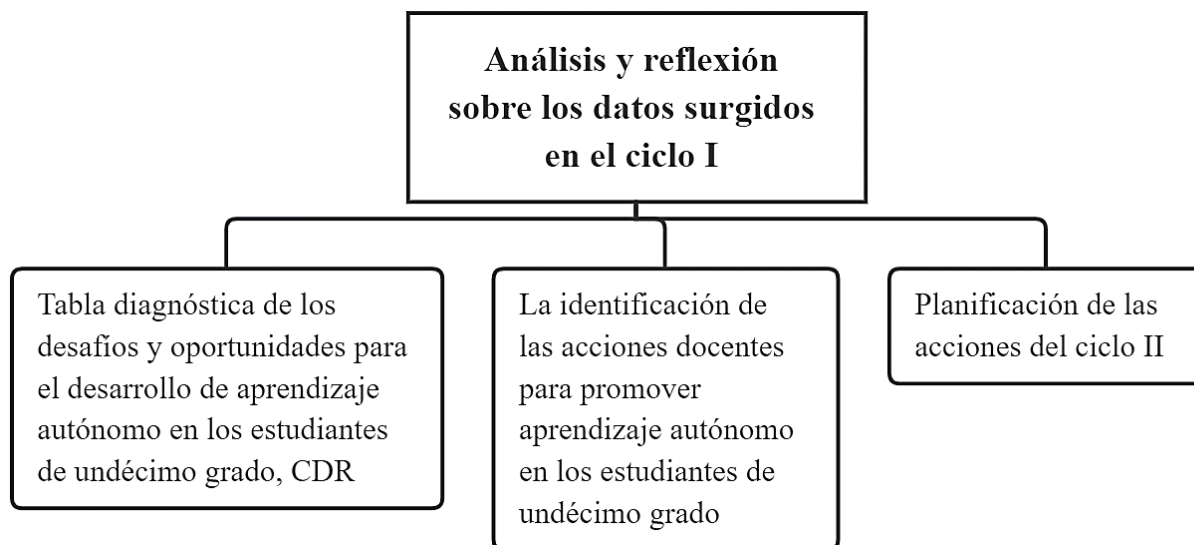 Análisis y reflexión
sobre los datos surgidos
en el ciclo I
Tabla diagnóstica de los
desafíos y oportunidades para
el desarrollo de aprendizaje
autónomo en los estudiantes
de undécimo grado, CDR
La identificación de
las acciones docentes
para promover
aprendizaje autónomo
en los estudiantes de
undécimo grado
Planificación de las
acciones del ciclo II